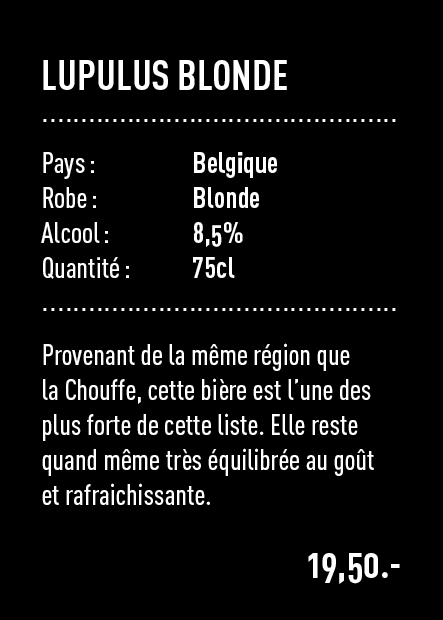 LUPULUS BLONDE
Pays : Belgique
Robe : Blonde
Alcool : 8,5%
Quantité : 75cl
Provenant de la même région que
la Chouffe, cette bière est l’une des
plus forte de cette liste. Elle reste
quand même très équilibrée au goût
et rafraichissante.
19,50.-